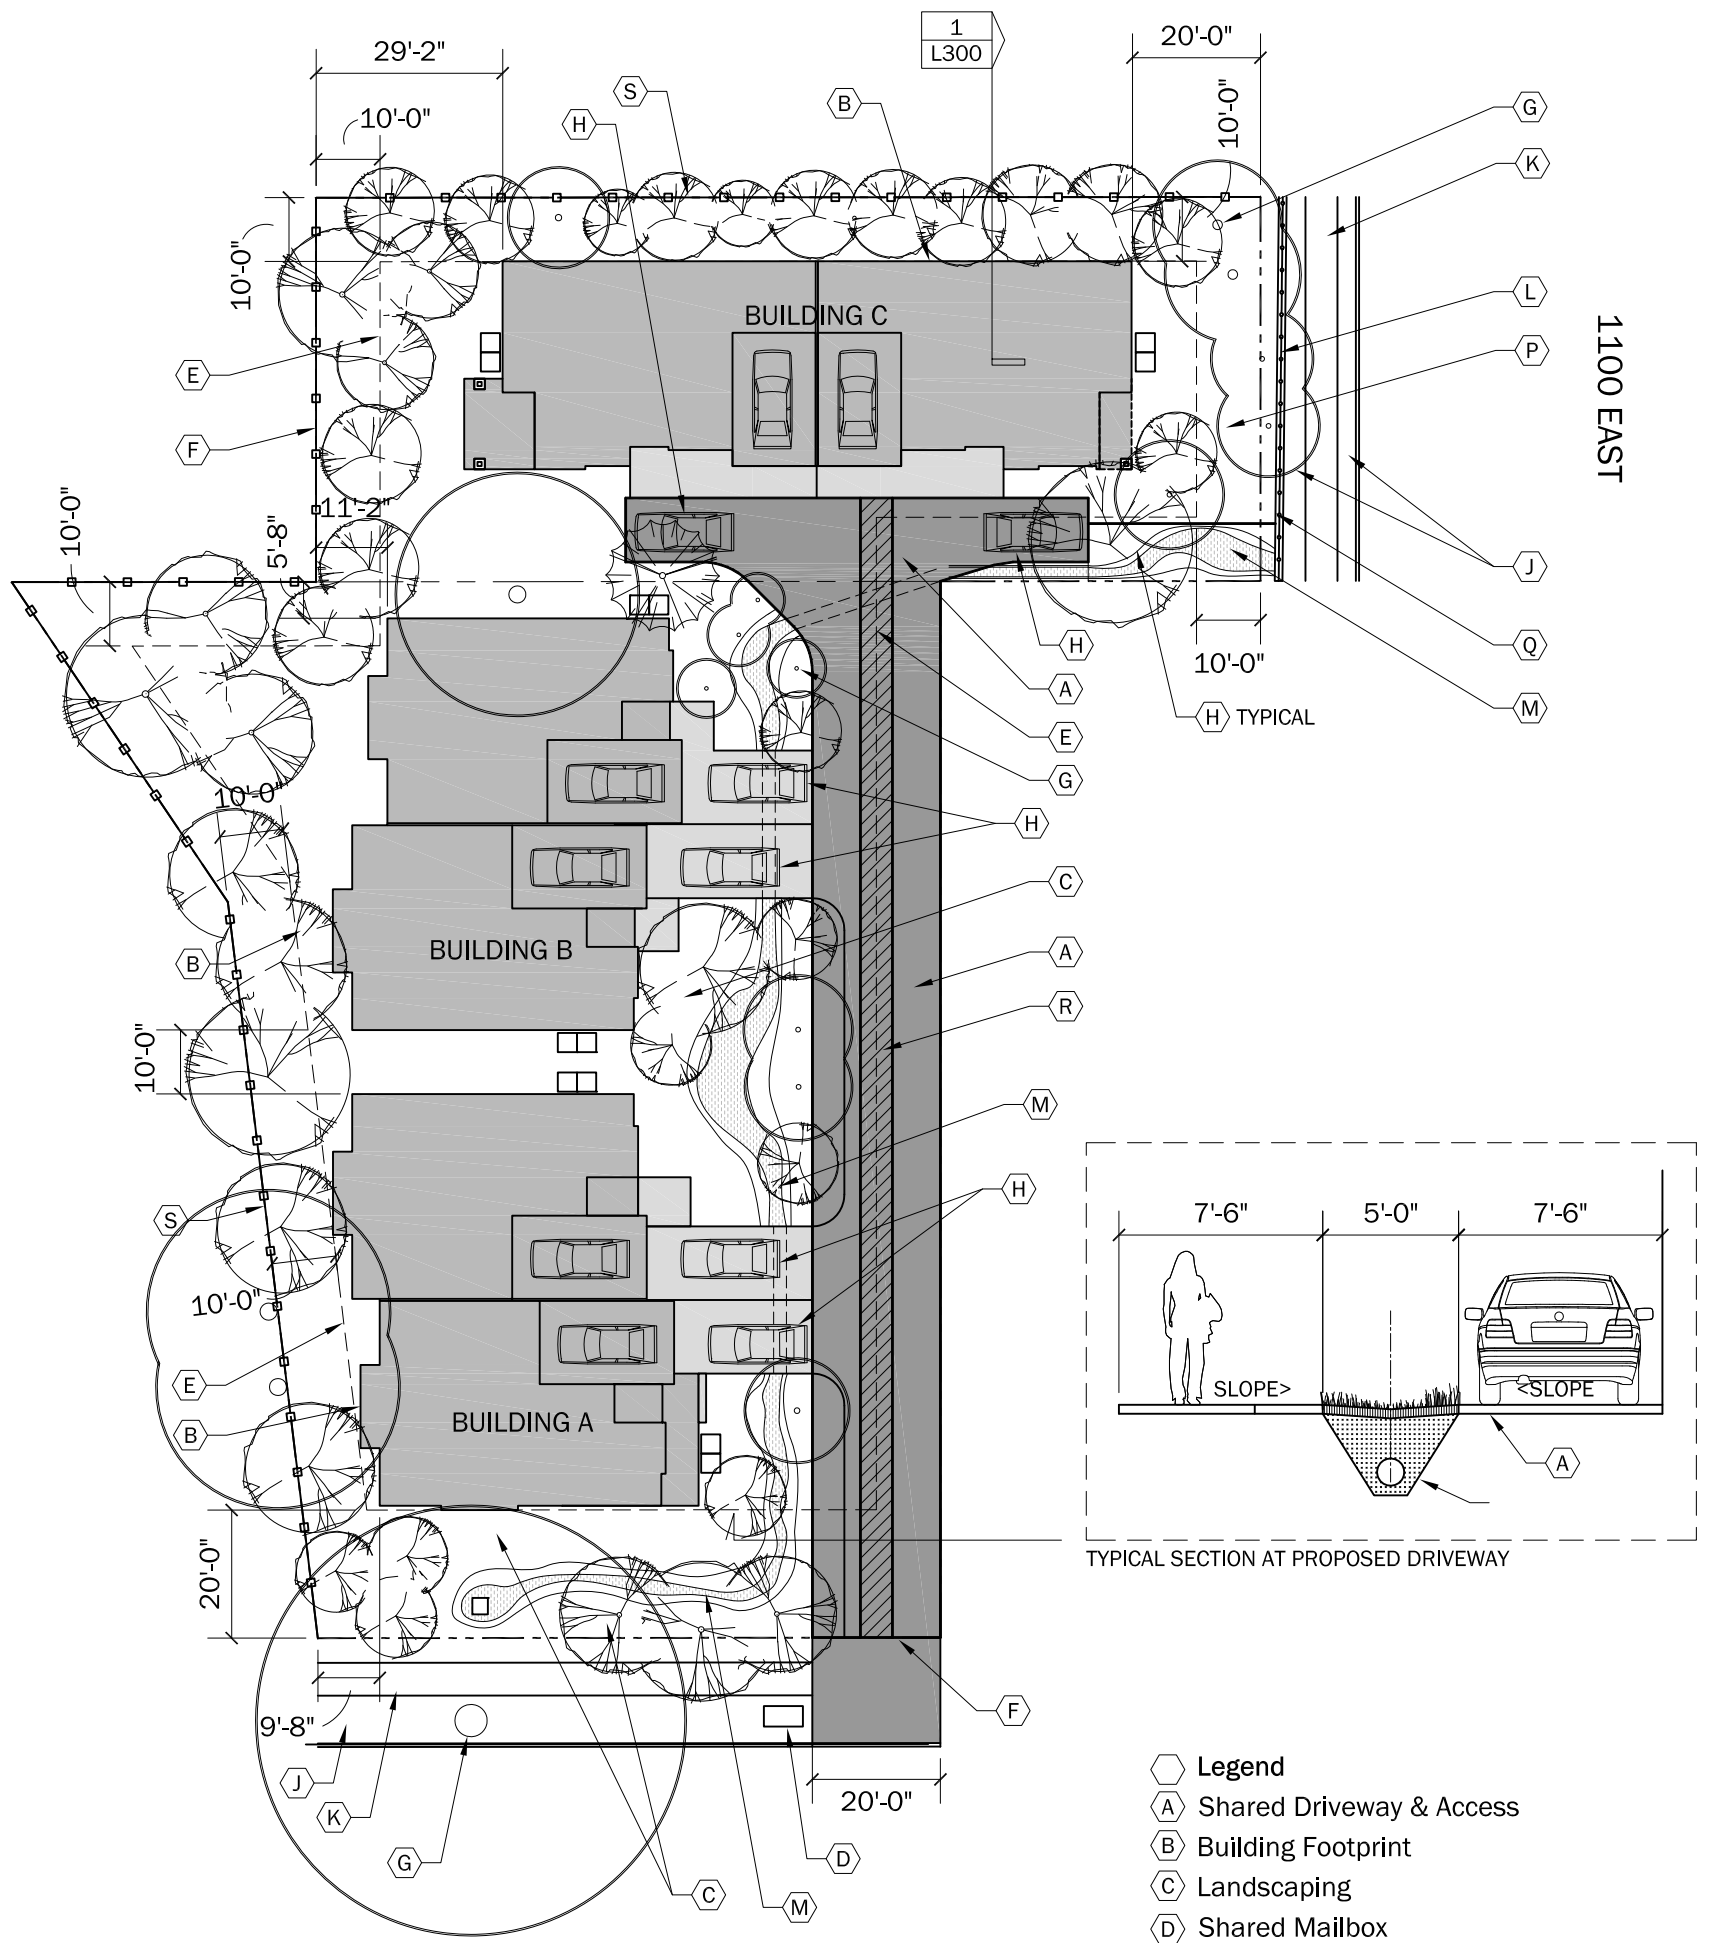 1
L300
29'-2"
20'-0"
10'-0"
10'-0"
S
H
B
G
K
10'-0"
E
BUILDING C
L
P
1100 EAST
F
10'-0"
5'-8"
11'-2"
J
H
Q
10'-0"
A
H TYPICAL
M
E
G
10'-0"
H
C
B
BUILDING B
A
R
10'-0"
M
S
H
7'-6"
5'-0"
7'-6"
10'-0"
E
SLOPE>
<SLOPE
B
BUILDING A
A
20'-0"
TYPICAL SECTION AT PROPOSED DRIVEWAY
9'-8"
F
J
20'-0"
K
G
D
C
M
Legend
A Shared Driveway & Access
B Building Footprint
C Landscaping
D Shared Mailbox